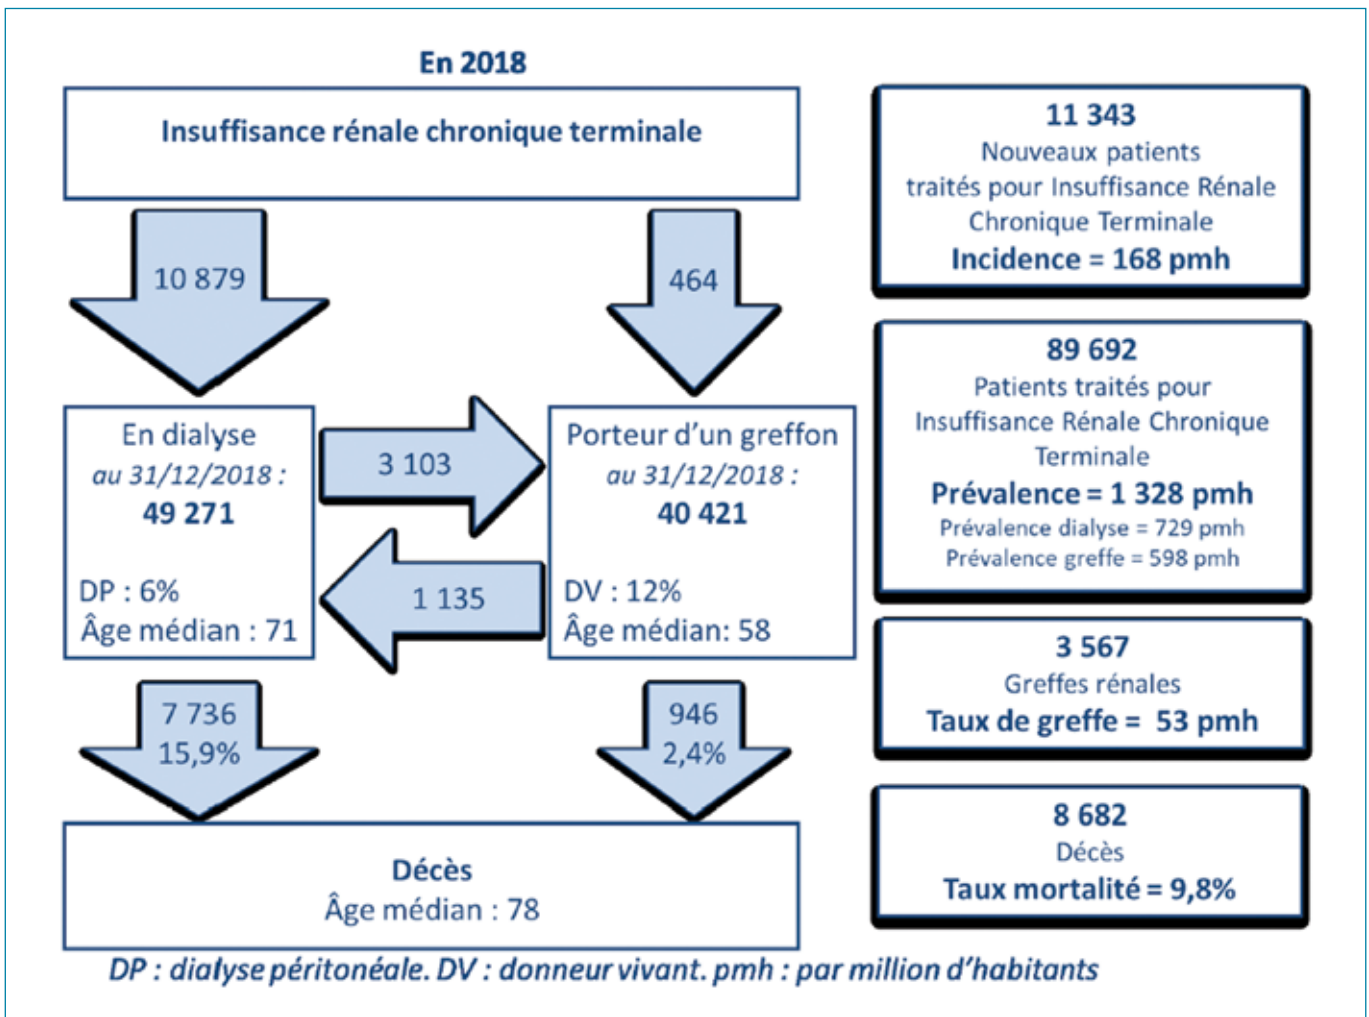 En 2018
Insuffisance rénale chronique terminale
10 879
464
En dialyse
au 31/12/2018 :
49 271
DP : 6%
Âge médian : 71
3 103
1 135
Porteur d'un greffon
au 31/12/2018 :
40 421
DV : 12%
Âge médian: 58
7 736
15,9%
946
2,4%
Décès
Âge médian : 78
11 343
Nouveaux patients
traités pour Insuffisance Rénale
Chronique Terminale
Incidence = 168 pmh
89 692
Patients traités pour
Insuffisance Rénale Chronique
Terminale
Prévalence = 1 328 pmh
Prévalence dialyse = 729 pmh
Prévalence greffe = 598 pmh
3 567
Greffes rénales
Taux de greffe = 53 pmh
8 682
Décès
Taux mortalité = 9,8%
DP : dialyse péritonéale. DV : donneur vivant. pmh : par million d'habitants